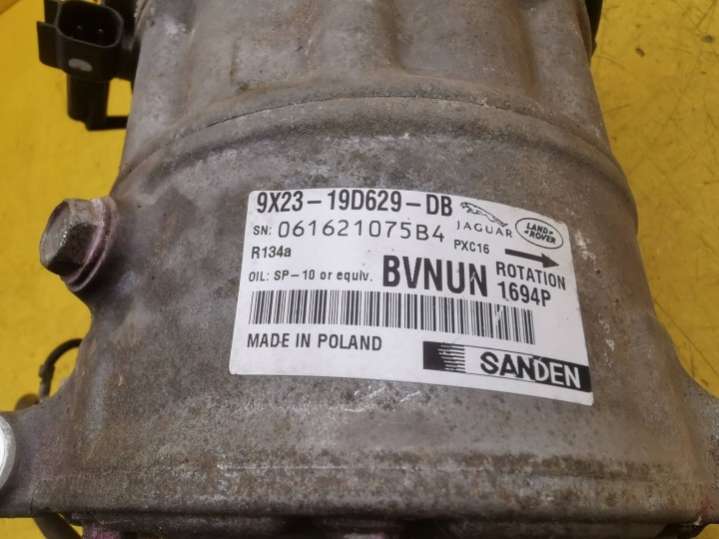 9X23-19D629-DB
JAGUAR
LAND ROVER
SN: 061621075B4 PXC16
R134a
OIL: SP-10 or equiv. BVNUN ROTATION
1694P
MADE IN POLAND
SANDEN